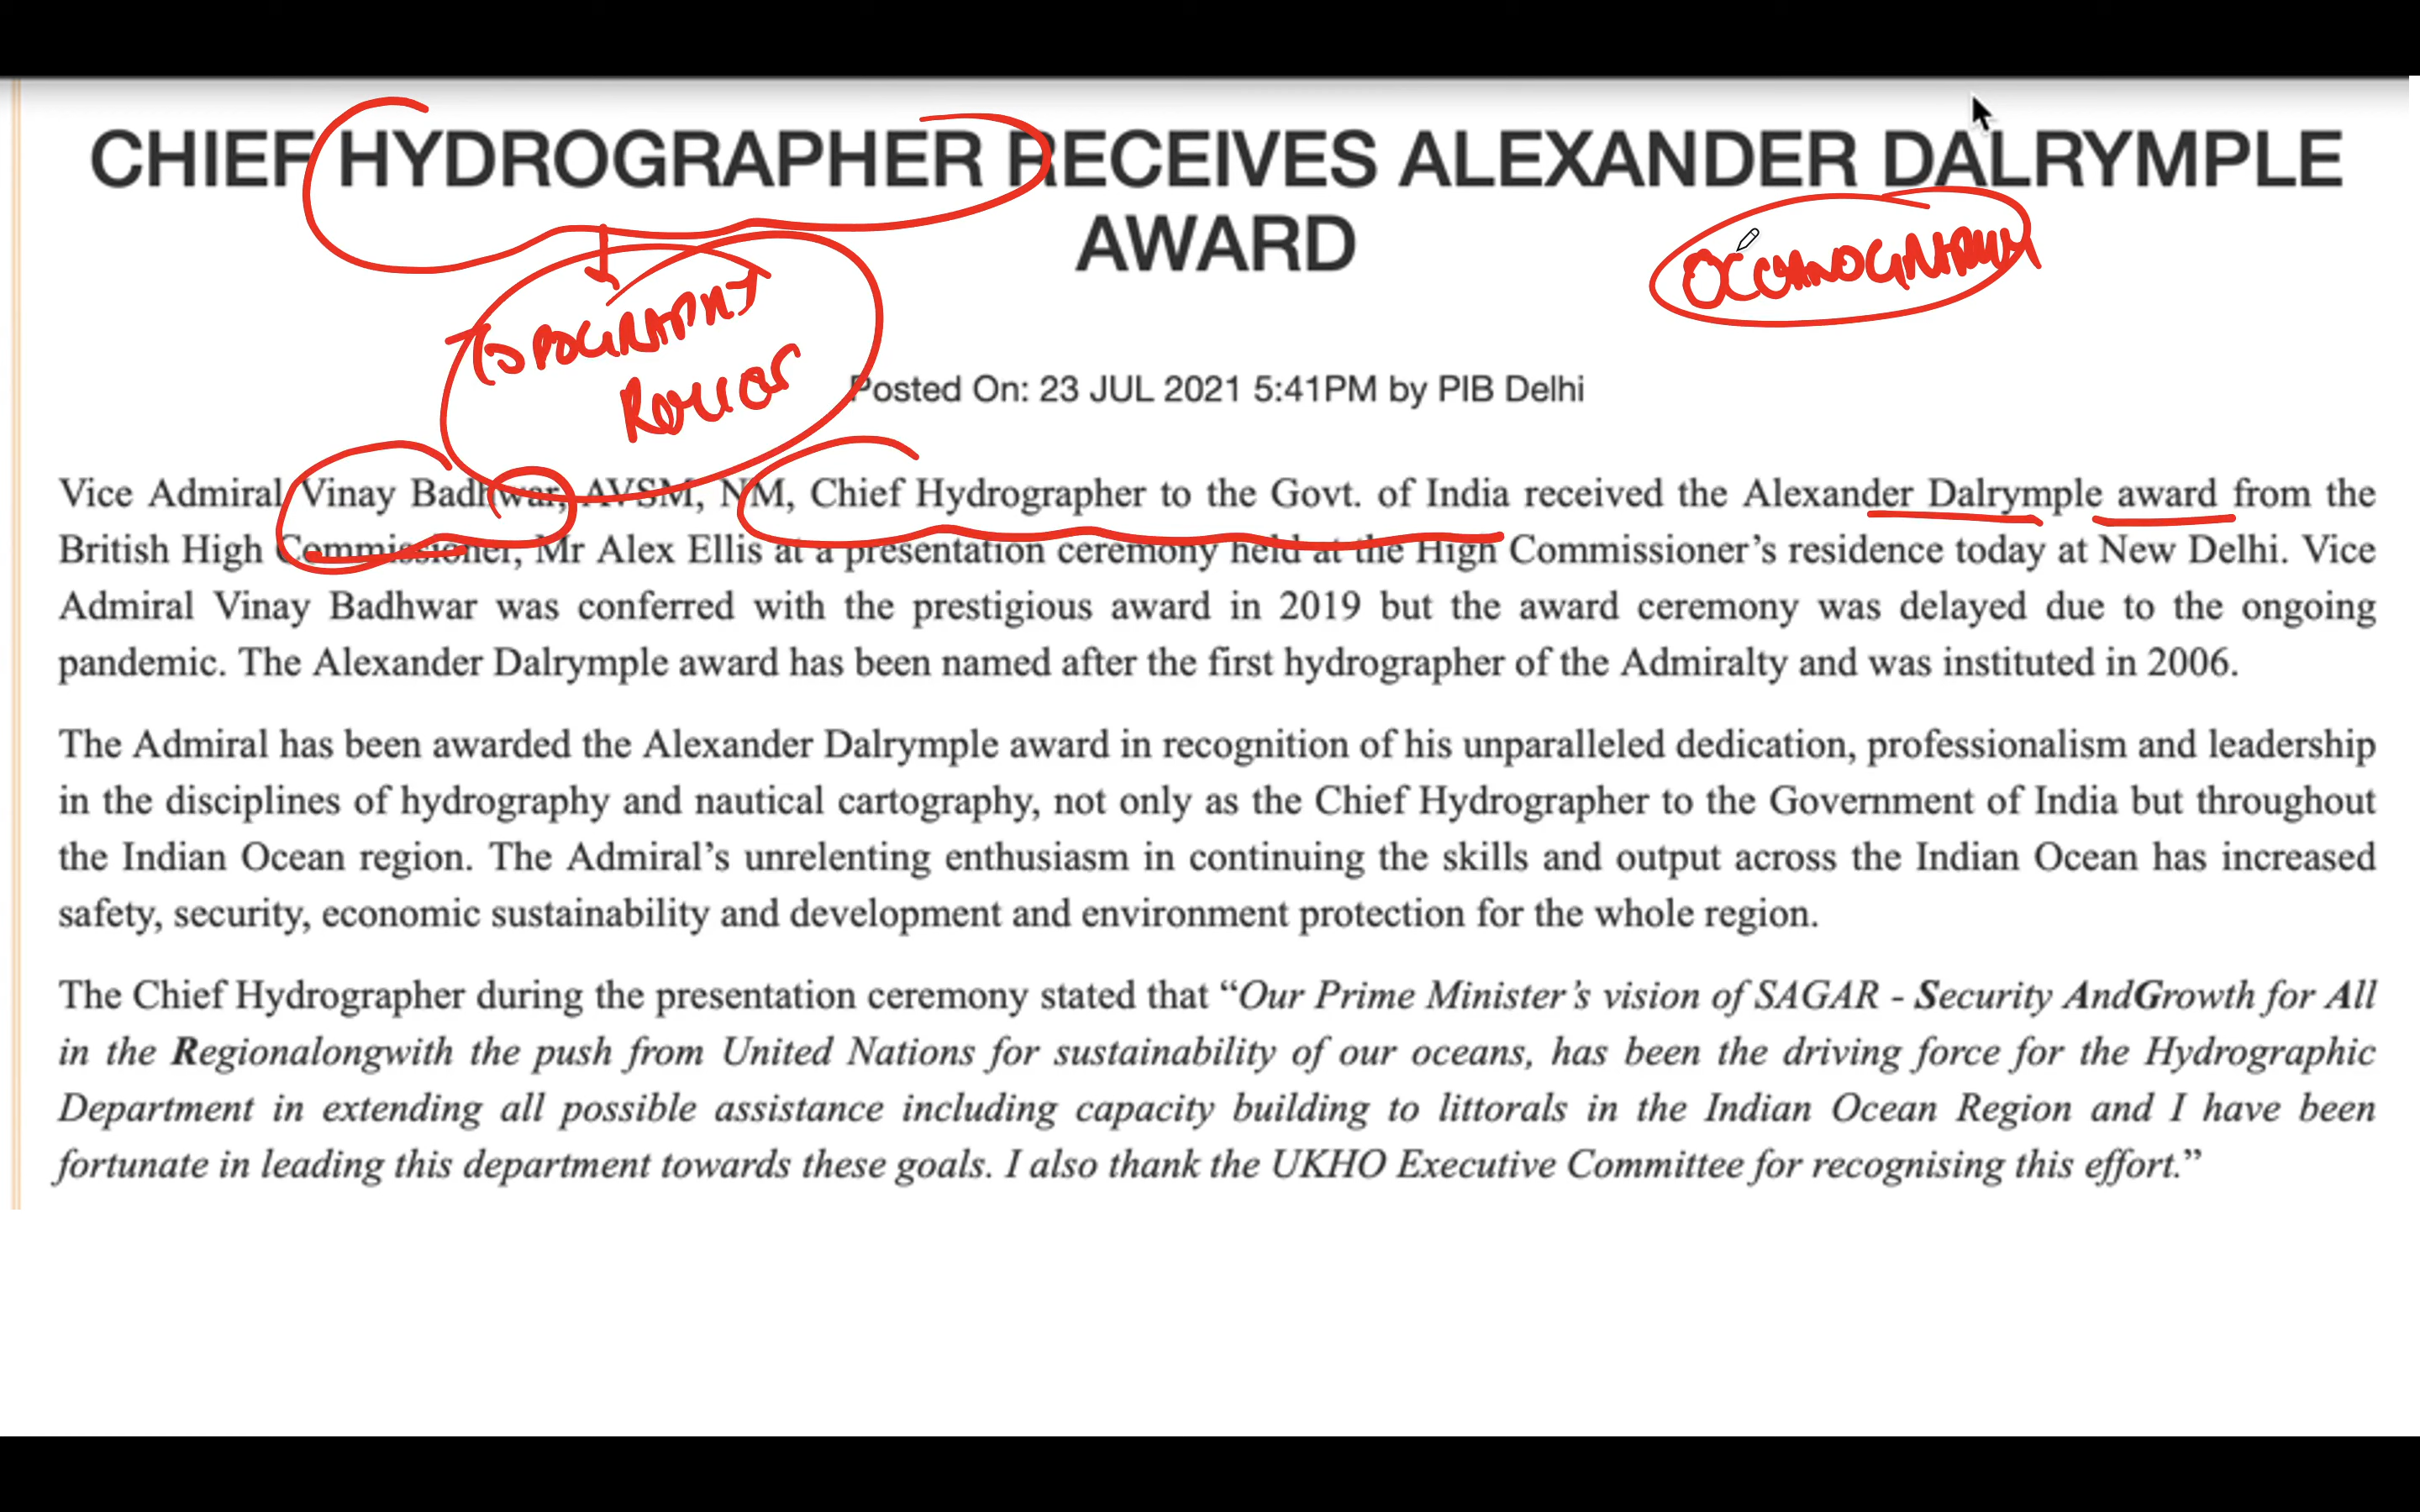 CHIEF HYDROGRAPHER RECEIVES ALEXANDER DALRYMPLE
AWARD
OCEANOGRAPHY
TOPOGRAPHY
Posted On: 23 JUL 2021 5:41PM by PIB Delhi
Vice Admiral Vinay Badhwar, AVSM, NM, Chief Hydrographer to the Govt. of India received the Alexander Dalrymple award from the
British High Commissioner, Mr Alex Ellis at a presentation ceremony held at the High Commissioner’s residence today at New Delhi. Vice
Admiral Vinay Badhwar was conferred with the prestigious award in 2019 but the award ceremony was delayed due to the ongoing
pandemic. The Alexander Dalrymple award has been named after the first hydrographer of the Admiralty and was instituted in 2006.
The Admiral has been awarded the Alexander Dalrymple award in recognition of his unparalleled dedication, professionalism and leadership
in the disciplines of hydrography and nautical cartography, not only as the Chief Hydrographer to the Government of India but throughout
the Indian Ocean region. The Admiral’s unrelenting enthusiasm in continuing the skills and output across the Indian Ocean has increased
safety, security, economic sustainability and development and environment protection for the whole region.
The Chief Hydrographer during the presentation ceremony stated that “Our Prime Minister’s vision of SAGAR - Security AndGrowth for All
in the Regionalongwith the push from United Nations for sustainability of our oceans, has been the driving force for the Hydrographic
Department in extending all possible assistance including capacity building to littorals in the Indian Ocean Region and I have been
fortunate in leading this department towards these goals. I also thank the UKHO Executive Committee for recognising this effort.”